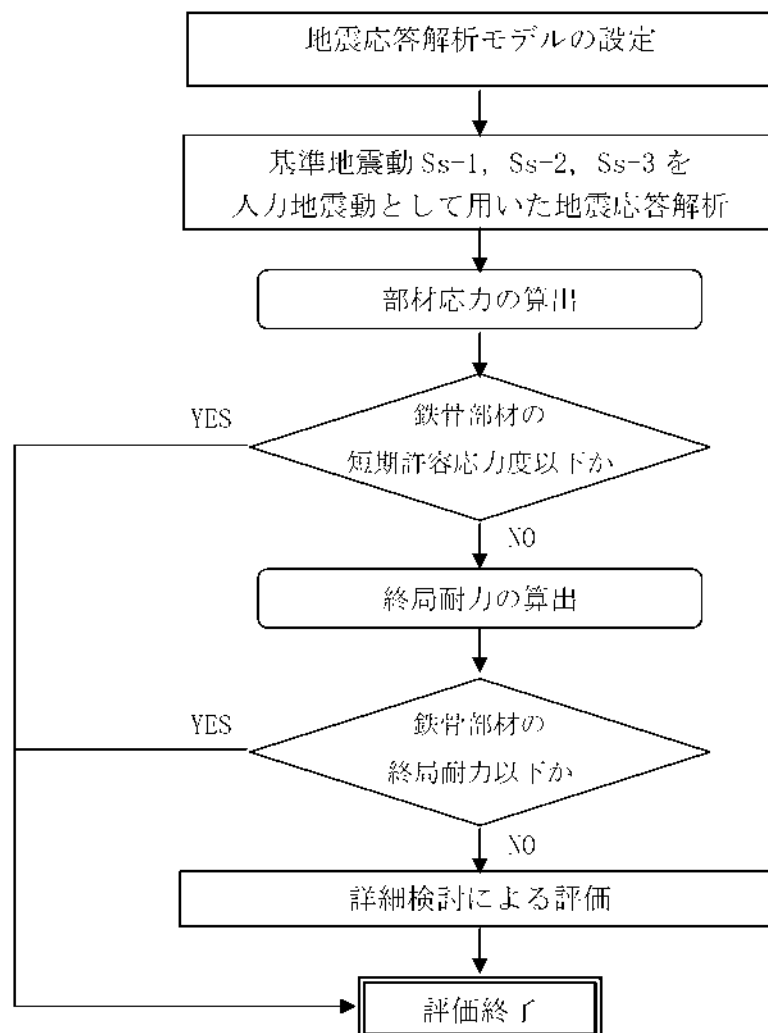 地震応答解析モデルの設定
基準地震動 Ss-1, Ss-2, Ss-3 を
入力地震動として用いた地震応答解析
部材応力の算出
YES
鉄骨部材の
短期許容応力度以下か
NO
終局耐力の算出
YES
鉄骨部材の
終局耐力以下か
NO
詳細検討による評価
評価終了